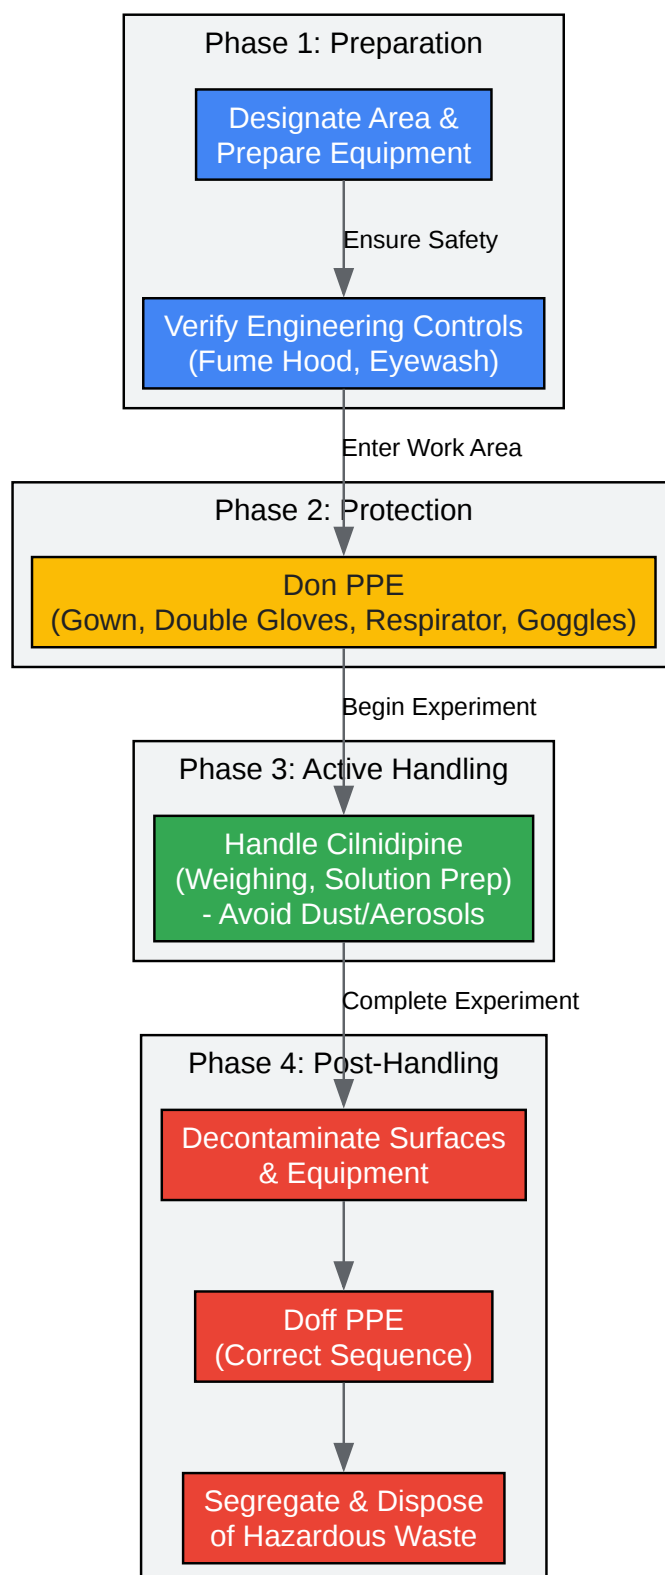 Phase 1: Preparation
Designate Area &
Prepare Equipment
Ensure Safety
Verify Engineering Controls
(Fume Hood, Eyewash)
Enter Work Area
Phase 2: Protection
Don PPE
(Gown, Double Gloves, Respirator, Goggles)
Begin Experiment
Phase 3: Active Handling
Handle Cilnidipine
(Weighing, Solution Prep)
- Avoid Dust/Aerosols
Complete Experiment
Phase 4: Post-Handling
Decontaminate Surfaces
& Equipment
Doff PPE
(Correct Sequence)
Segregate & Dispose
of Hazardous Waste